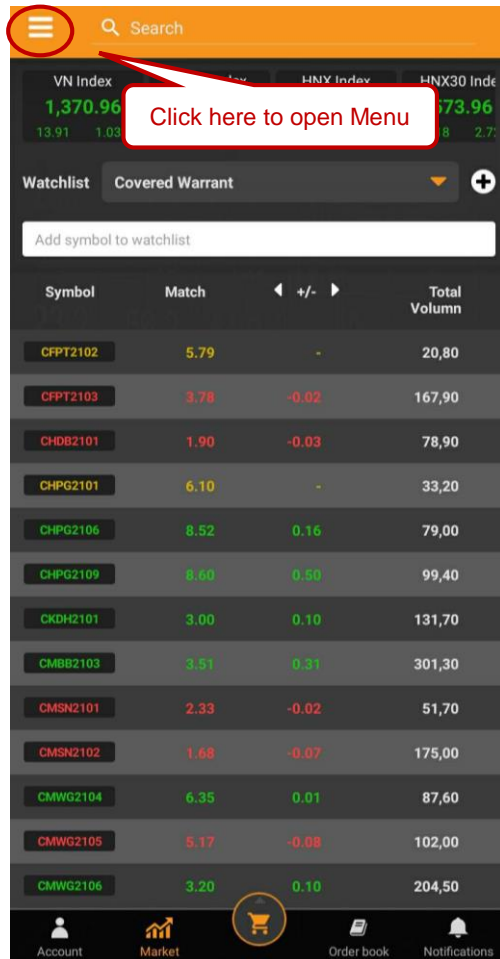 Search
VN Index HNX Index HNX30 Inde
Click here to open Menu
1,370.96 573.96
13.91 1.03 2.7
Watchlist Covered Warrant
Add symbol to watchlist
Symbol Match +/- Total
Volumn
CFPT2102 5.79 - 20,80
CFPT2103 3.78 -0.02 167,90
CHDB2101 1.90 -0.03 78,90
CHPG2101 6.10 - 33,20
CHPG2106 8.52 0.16 79,00
CHPG2109 8.60 0.50 99,40
CKDH2101 3.00 0.10 131,70
CMBB2103 3.51 0.31 301,30
CMSN2101 2.33 -0.02 51,70
CMSN2102 1.68 -0.07 175,00
CMWG2104 6.35 0.01 87,60
CMWG2105 5.17 -0.08 102,00
CMWG2106 3.20 0.10 204,50
Account Market Order book Notifications